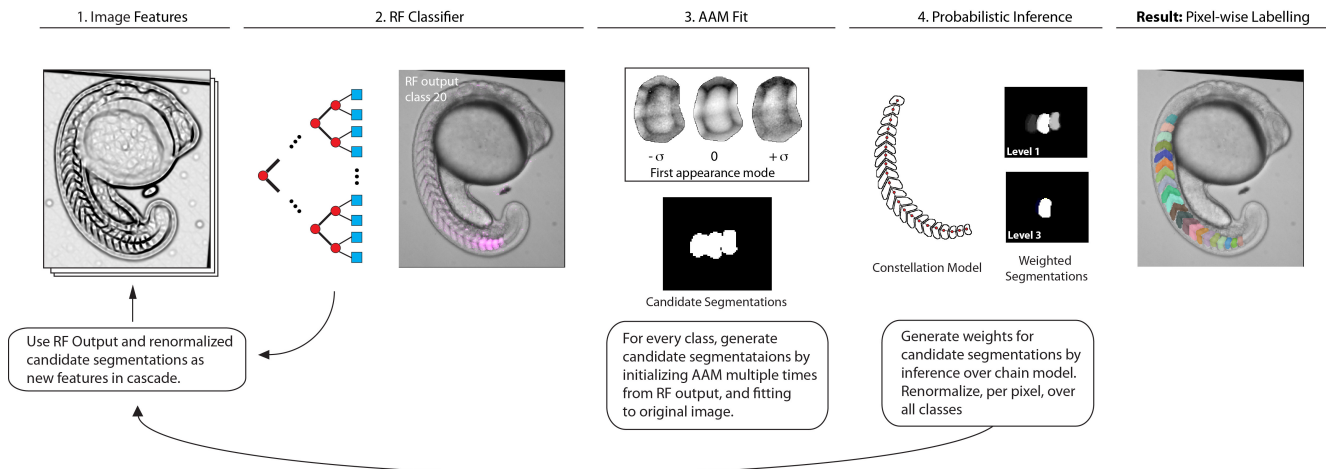 1. Image Features
2. RF Classifier
3. AAM Fit
4. Probabilistic Inference
Result: Pixel-wise Labelling
RF output
class 20
- σ
0
+ σ
First appearance mode
Candidate Segmentations
Constellation Model
Level 1
Level 3
Weighted
Segmentations
Use RF Output and renormalized
candidate segmentations as
new features in cascade.
For every class, generate
candidate segmentataions by
initializing AAM multiple times
from RF output, and fitting
to original image.
Generate weights for
candidate segmentations by
inference over chain model.
Renormalize, per pixel, over
all classes